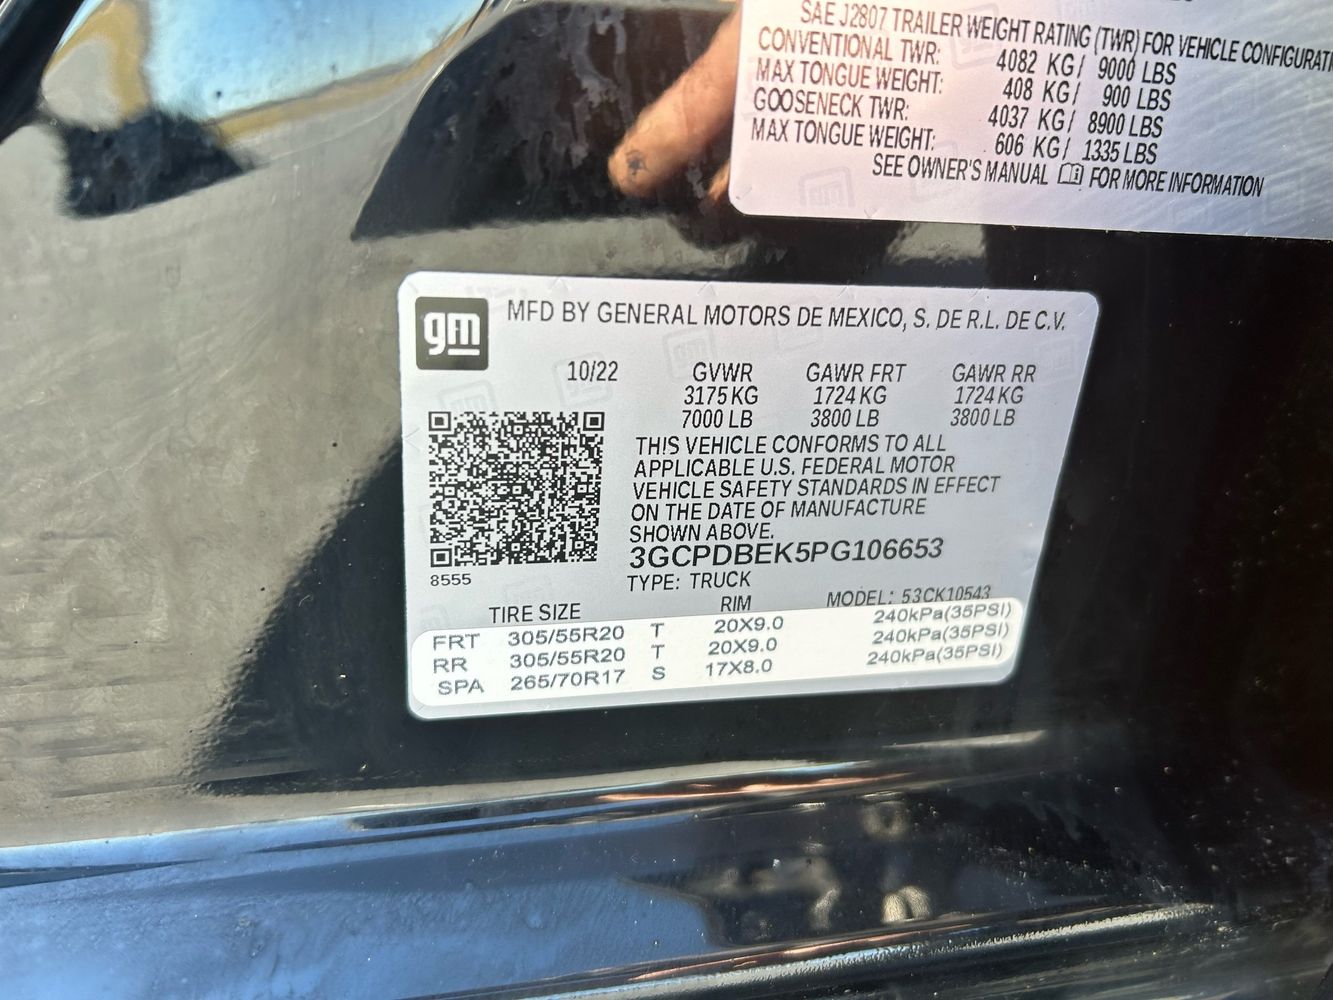 SAE J2807 TRAILER WEIGHT RATING (TWR) FOR VEHICLE
CONVENTIONAL TWR: 4082 KG/ 9000 LBS
MAX TONGUE WEIGHT: 408 KG/ 900 LBS
GOOSENECK TWR: 4037 KG/ 8900 LBS
MAX TONGUE WEIGHT: 606 KG/ 1335 LBS
SEE OWNER'S MANUAL FOR MORE INFORMATION
gm
MFD BY GENERAL MOTORS DE MEXICO, S. DE R.L. DE C.V.
10/22 GVWR GAWR FRT GAWR RR
3175 KG 1724 KG 1724 KG
7000 LB 3800 LB 3800 LB
THIS VEHICLE CONFORMS TO ALL
APPLICABLE U.S. FEDERAL MOTOR
VEHICLE SAFETY STANDARDS IN EFFECT
ON THE DATE OF MANUFACTURE
SHOWN ABOVE.
3GCPDBEK5PG106653
8555
TYPE: TRUCK MODEL: 53CK10543
TIRE SIZE RIM
FRT 305/55R20 T 20X9.0 240kPa(35PSI)
RR 305/55R20 T 20X9.0 240kPa(35PSI)
SPA 265/70R17 S 17X8.0 240kPa(35PSI)